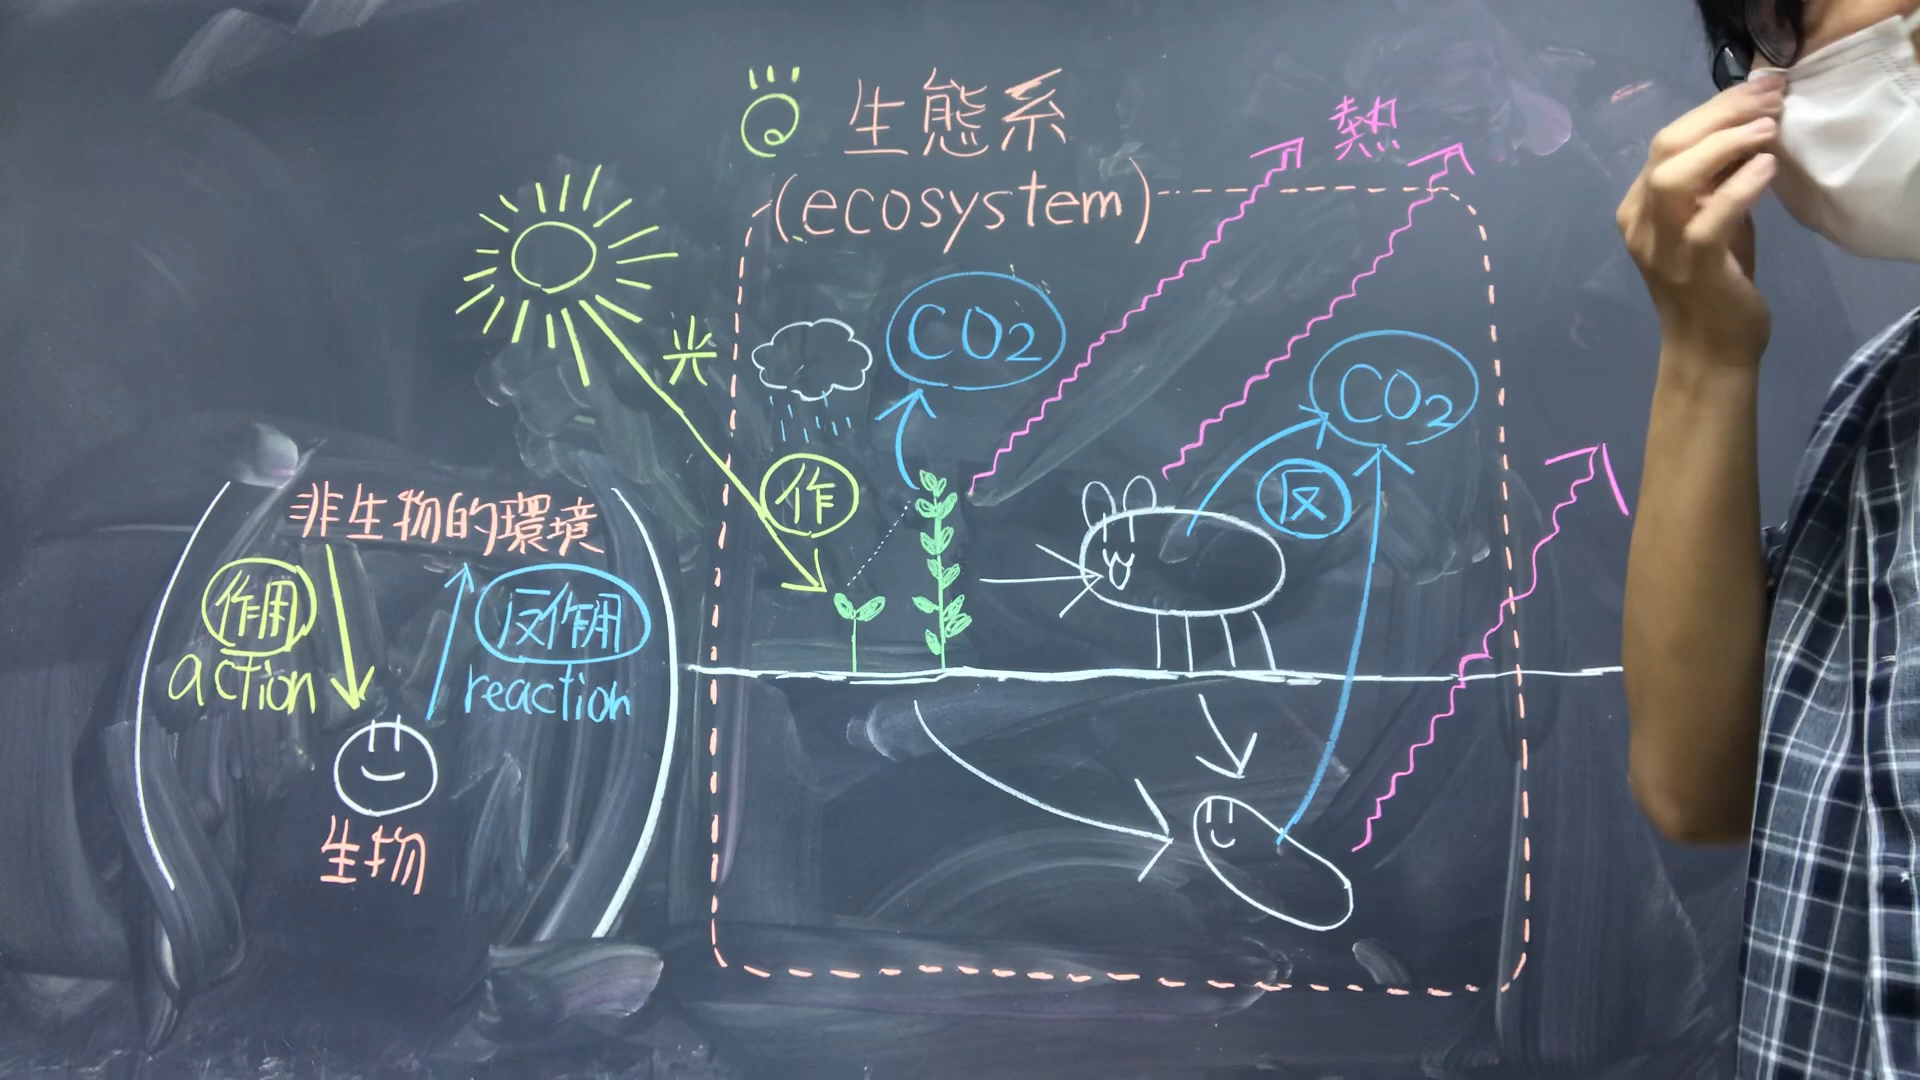 生態系
(ecosystem)
熱
光
CO2
CO2
作
反
非生物的環境
作用
action
反作用
reaction
生物